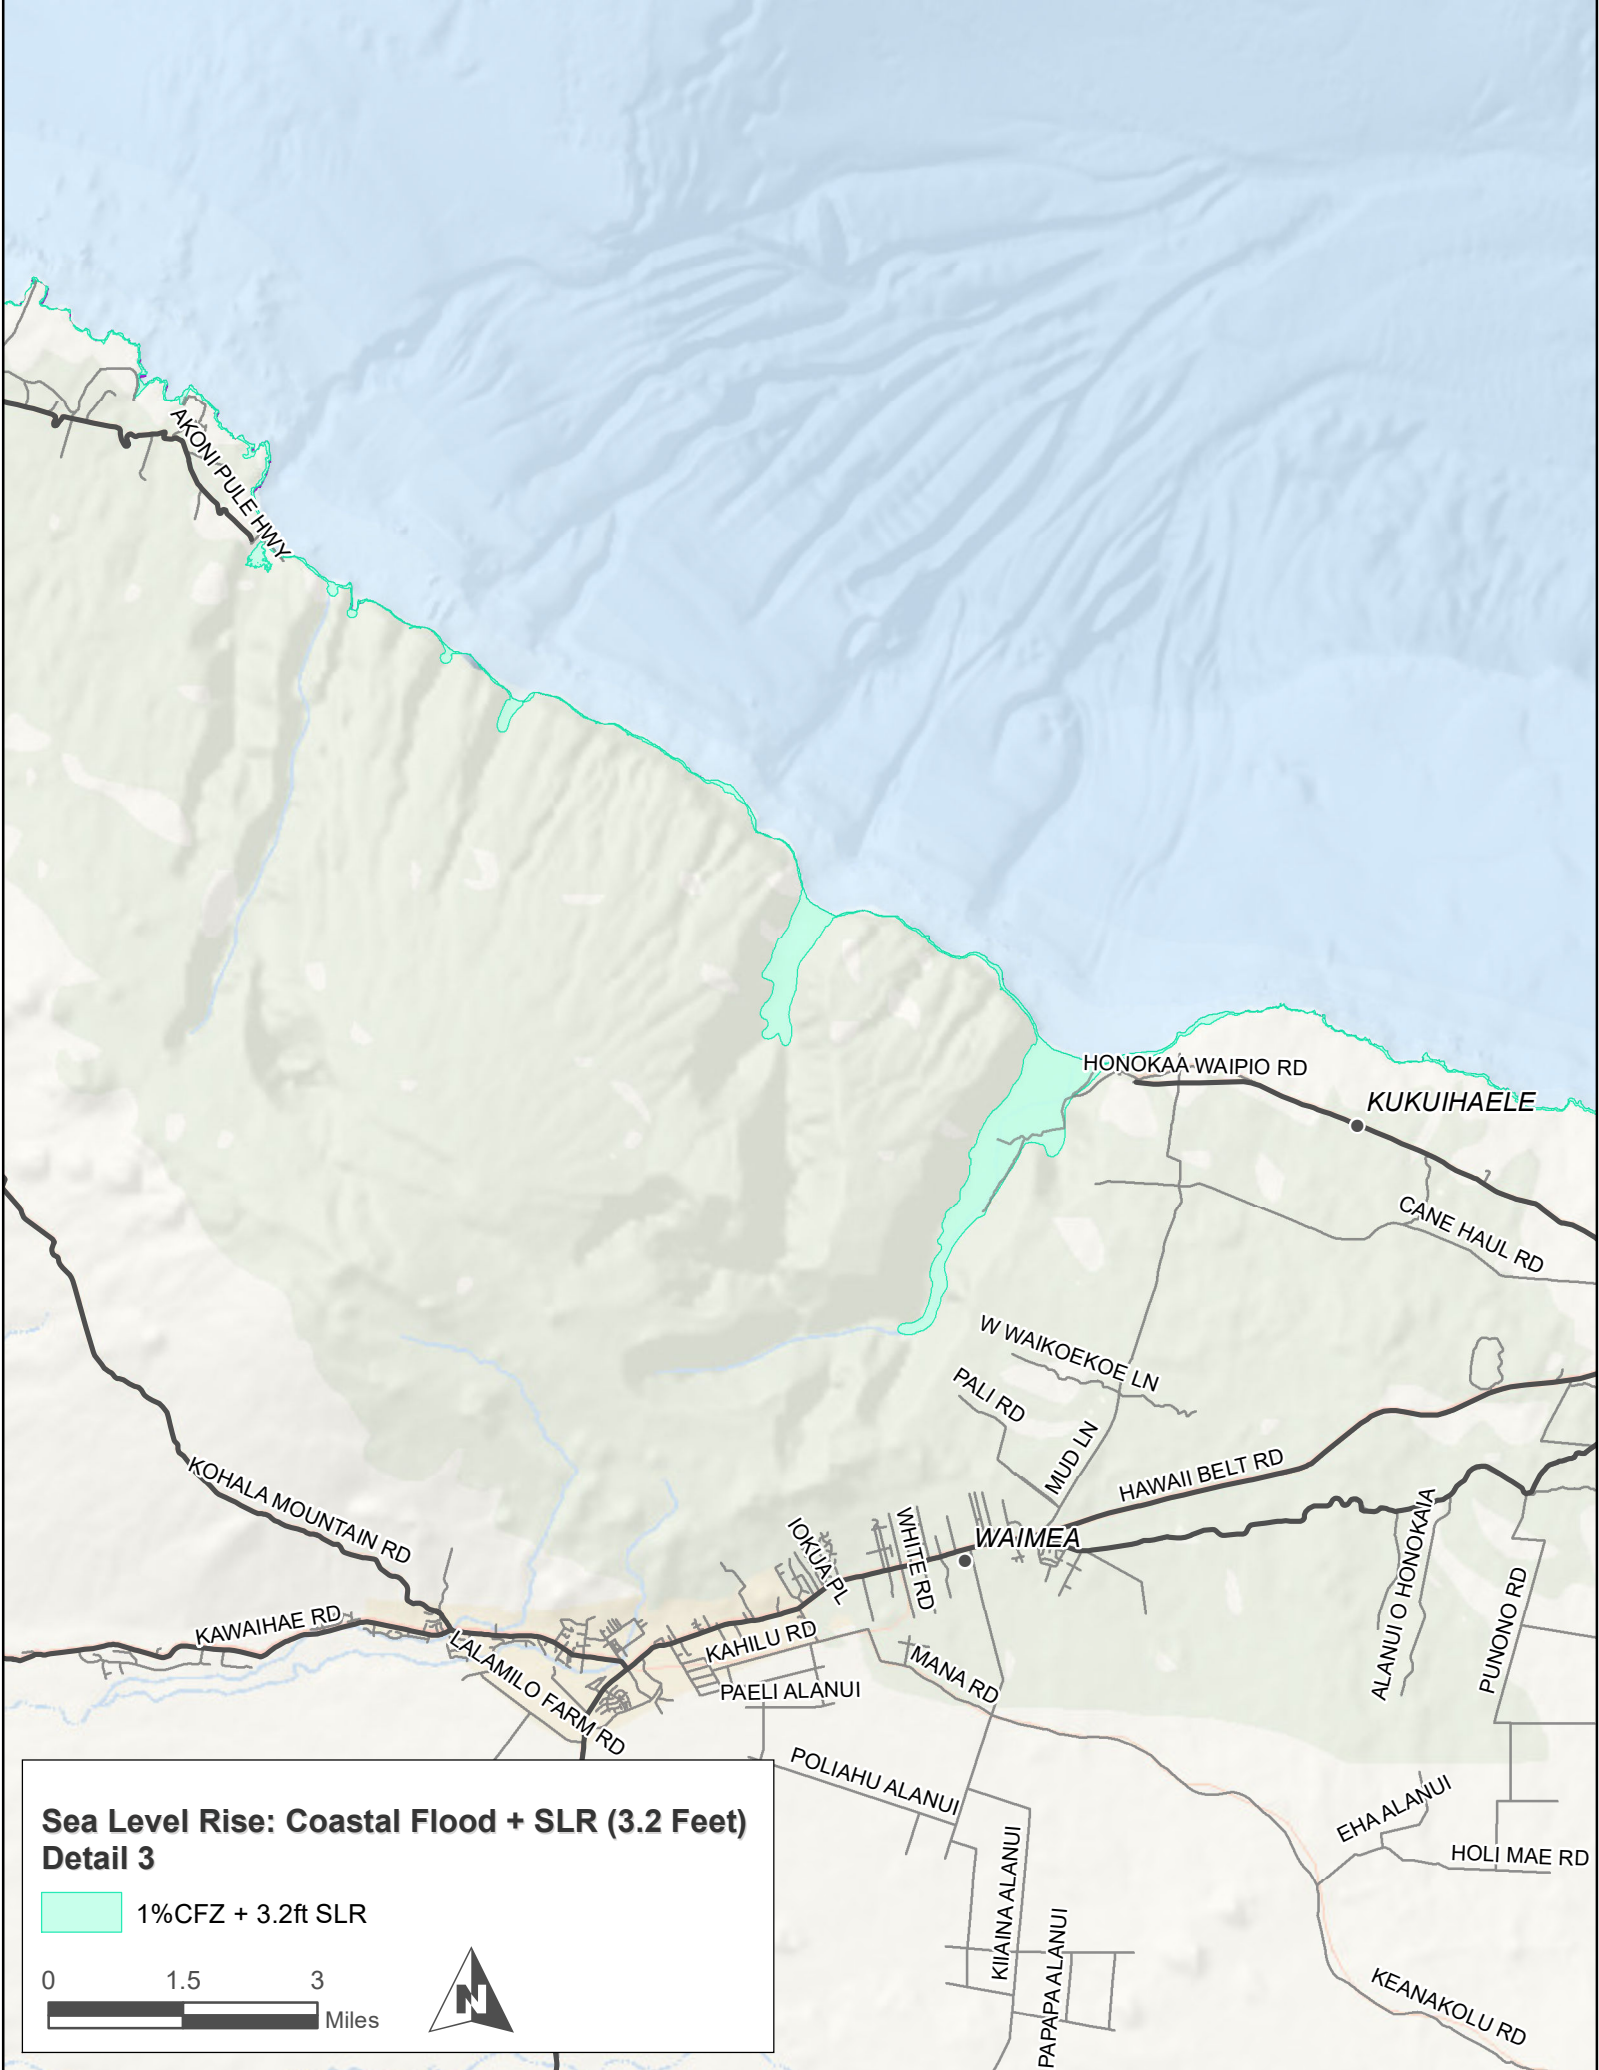 AKONI PULE HWY
HONOKAA WAIPIO RD
KUKUIHAELE
CANE HAUL RD
W WAIKOEKOE LN
PALI RD
MUD LN
HAWAII BELT RD
KOHALA MOUNTAIN RD
IOKUA PL
WHITE RD
WAIMEA
ALANUI O HONOKAIA
PUNONO RD
KAWAIHAE RD
LALAMILO FARM RD
KAHILU RD
PAELI ALANUI
MANA RD
POLIAHU ALANUI
EHA ALANUI
HOLI MAE RD
KIIAINA ALANUI
PAPAPA ALANUI
KEANAKOLU RD
Sea Level Rise: Coastal Flood + SLR (3.2 Feet)
Detail 3
1%CFZ + 3.2ft SLR
0 1.5 3
Miles
N